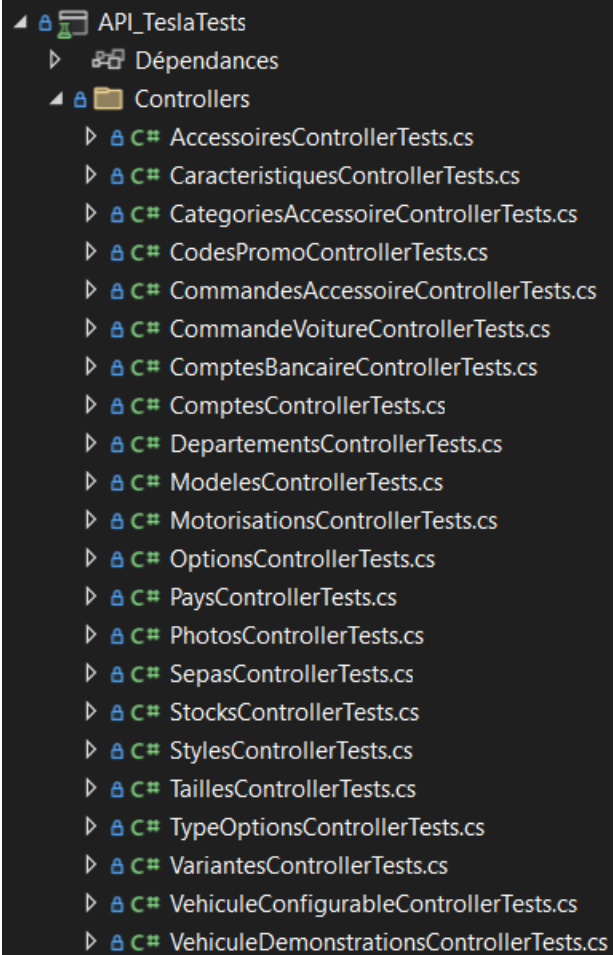 API_TeslaTests
Dépendances
Controllers
C# AccessoiresControllerTests.cs
C# CaracteristiquesControllerTests.cs
C# CategoriesAccessoireControllerTests.cs
C# CodesPromoControllerTests.cs
C# CommandesAccessoireControllerTests.cs
C# CommandeVoitureControllerTests.cs
C# ComptesBancaireControllerTests.cs
C# ComptesControllerTests.cs
C# DepartementsControllerTests.cs
C# ModelesControllerTests.cs
C# MotorisationsControllerTests.cs
C# OptionsControllerTests.cs
C# PaysControllerTests.cs
C# PhotosControllerTests.cs
C# SepasControllerTests.cs
C# StocksControllerTests.cs
C# StylesControllerTests.cs
C# TaillesControllerTests.cs
C# TypeOptionsControllerTests.cs
C# VariantesControllerTests.cs
C# VehiculeConfigurableControllerTests.cs
C# VehiculeDemonstrationsControllerTests.cs